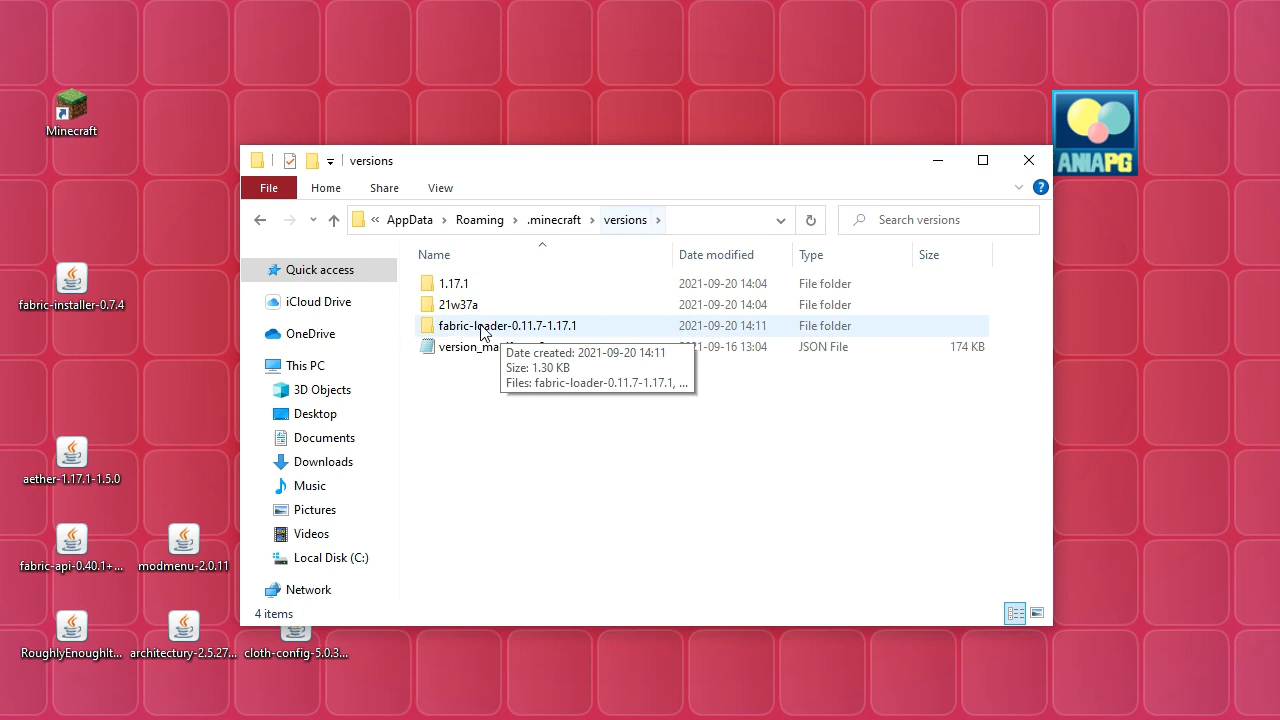 Minecraft
fabric-installer-0.7.4
aether-1.17.1-1.5.0
fabric-api-0.40.1+...
modmenu-2.0.11
RoughlyEnoughIt...
architectury-2.5.27...
cloth-config-5.0.3...
ANIAPG
versions
File
Home
Share
View
AppData
Roaming
.minecraft
versions
Search versions
Quick access
iCloud Drive
OneDrive
This PC
3D Objects
Desktop
Documents
Downloads
Music
Pictures
Videos
Local Disk (C:)
Network
Name Date modified Type Size
1.17.1 2021-09-20 14:04 File folder
21w37a 2021-09-20 14:04 File folder
fabric-loader-0.11.7-1.17.1 2021-09-20 14:11 File folder
JSON File 174 KB
Date created: 2021-09-20 14:11
Size: 1.30 KB
Files: fabric-loader-0.11.7-1.17.1, ...
4 items